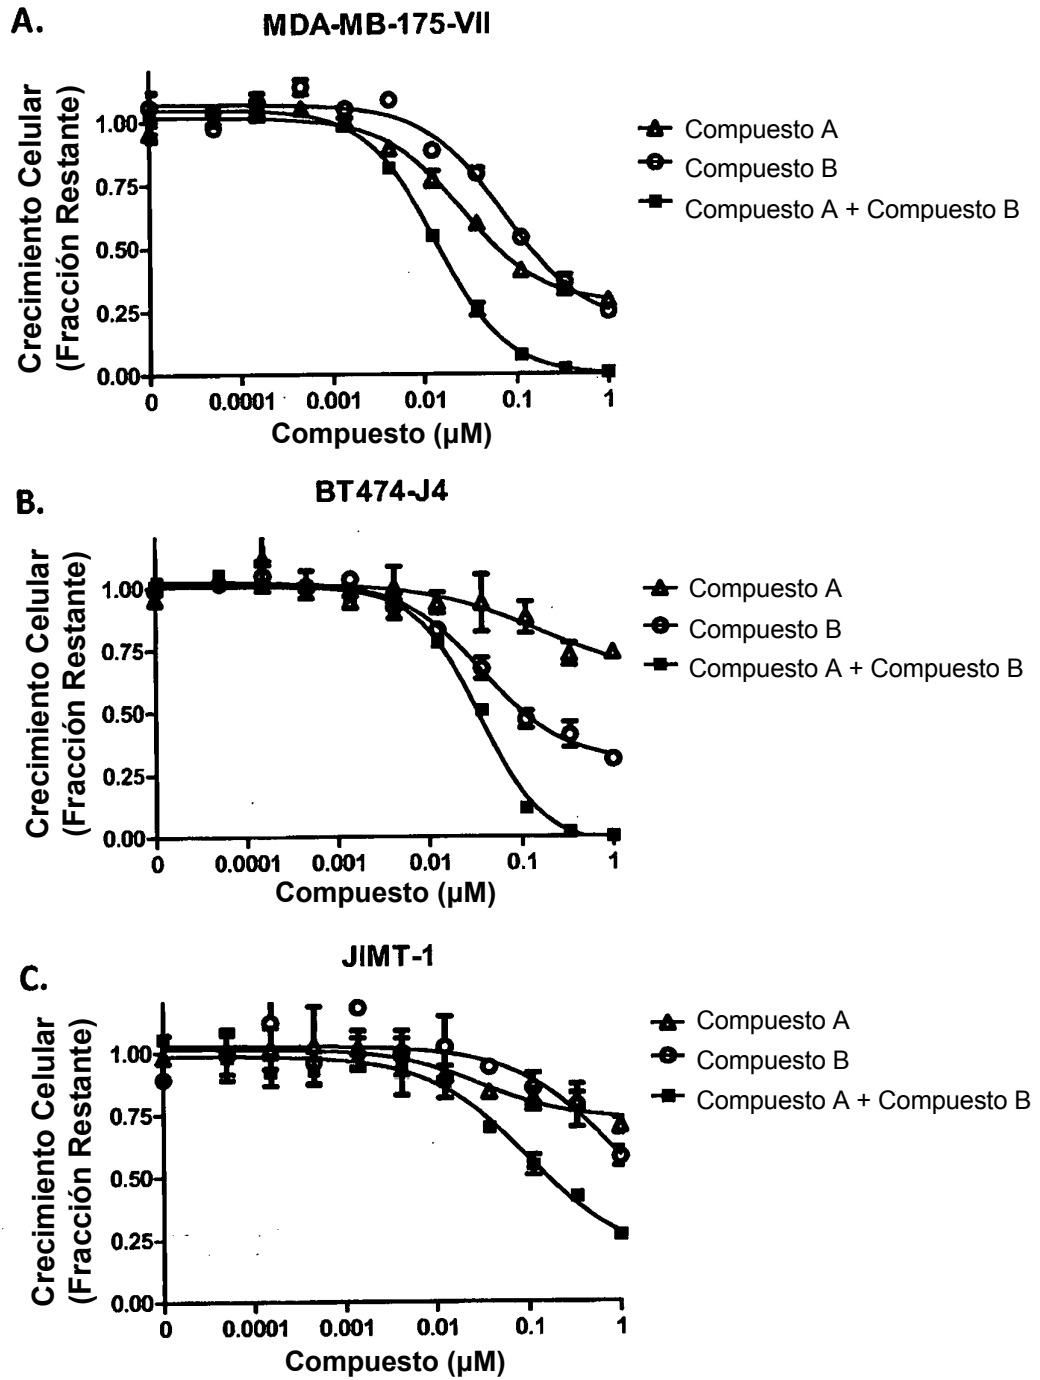 A.
MDA-MB-175-VII
Crecimiento Celular
(Fracción Restante)
1.00
0.75
0.50
0.25
0.00
0 0.0001 0.001 0.01 0.1 1
Compuesto (µM)
Compuesto A
Compuesto B
Compuesto A + Compuesto B
B.
BT474-J4
Crecimiento Celular
(Fracción Restante)
1.00
0.75
0.50
0.25
0.00
0 0.0001 0.001 0.01 0.1 1
Compuesto (µM)
Compuesto A
Compuesto B
Compuesto A + Compuesto B
C.
JIMT-1
Crecimiento Celular
(Fracción Restante)
1.00
0.75
0.50
0.25
0.00
0 0.0001 0.001 0.01 0.1 1
Compuesto (µM)
Compuesto A
Compuesto B
Compuesto A + Compuesto B